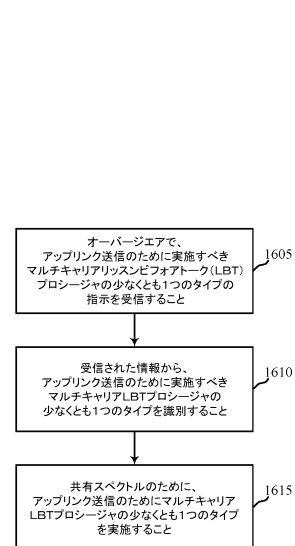 オーバージエアで、
アップリンク送信のために実施すべき
マルチキャリアリッスンビフォアトーク(LBT)
プロシージャの少なくとも1つのタイプの
指示を受信すること
1605
受信された情報から、
アップリンク送信のために実施すべき
マルチキャリアLBTプロシージャの
少なくとも1つのタイプを識別すること
1610
共有スペクトルのために、
アップリンク送信のためにマルチキャリア
LBTプロシージャの少なくとも1つのタイプ
を実施すること
1615